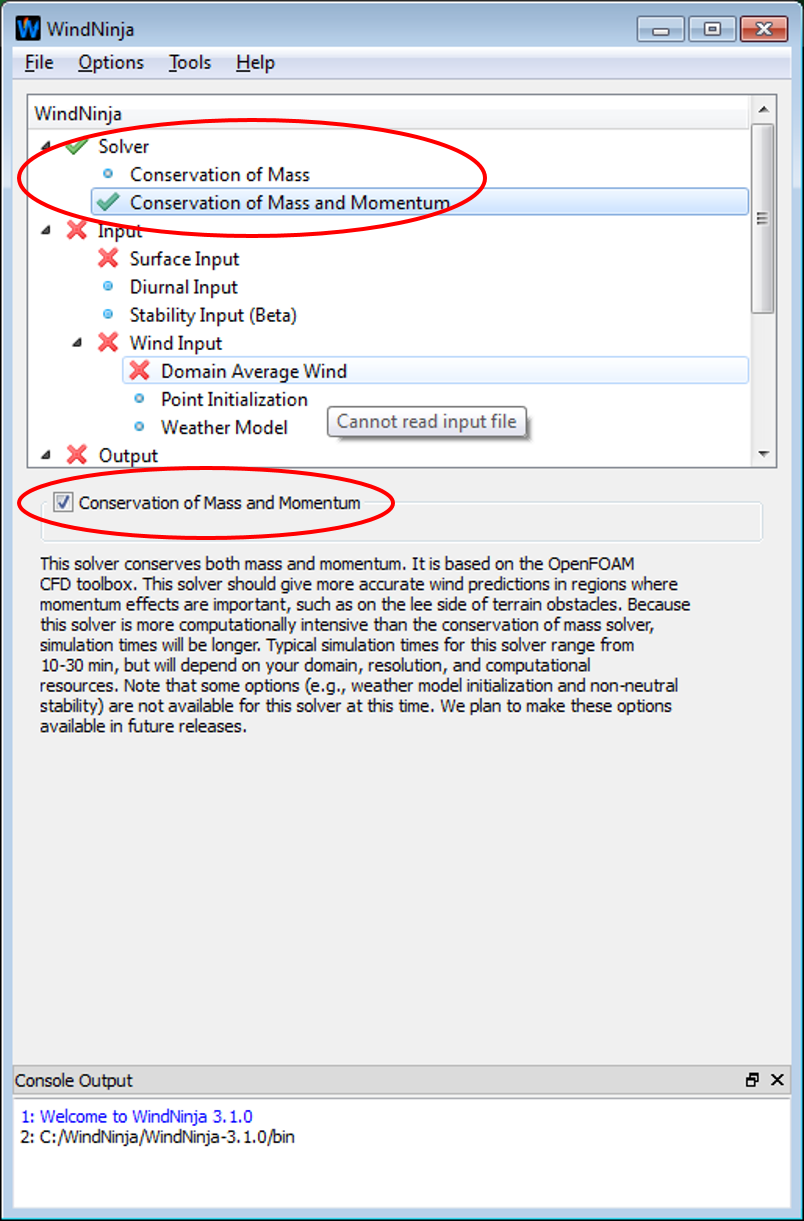 WindNinja
File Options Tools Help
WindNinja
Solver
Conservation of Mass
Conservation of Mass and Momentum
Input
Surface Input
Diurnal Input
Stability Input (Beta)
Wind Input
Domain Average Wind
Point Initialization
Cannot read input file
Weather Model
Output
Conservation of Mass and Momentum
This solver conserves both mass and momentum. It is based on the OpenFOAM
CFD toolbox. This solver should give more accurate wind predictions in regions where
momentum effects are important, such as on the lee side of terrain obstacles. Because
this solver is more computationally intensive than the conservation of mass solver,
simulation times will be longer. Typical simulation times for this solver range from
10-30 min, but will depend on your domain, resolution, and computational
resources. Note that some options (e.g., weather model initialization and non-neutral
stability) are not available for this solver at this time. We plan to make these options
available in future releases.
Console Output
1: Welcome to WindNinja 3.1.0
2: C:/WindNinja/WindNinja-3.1.0/bin